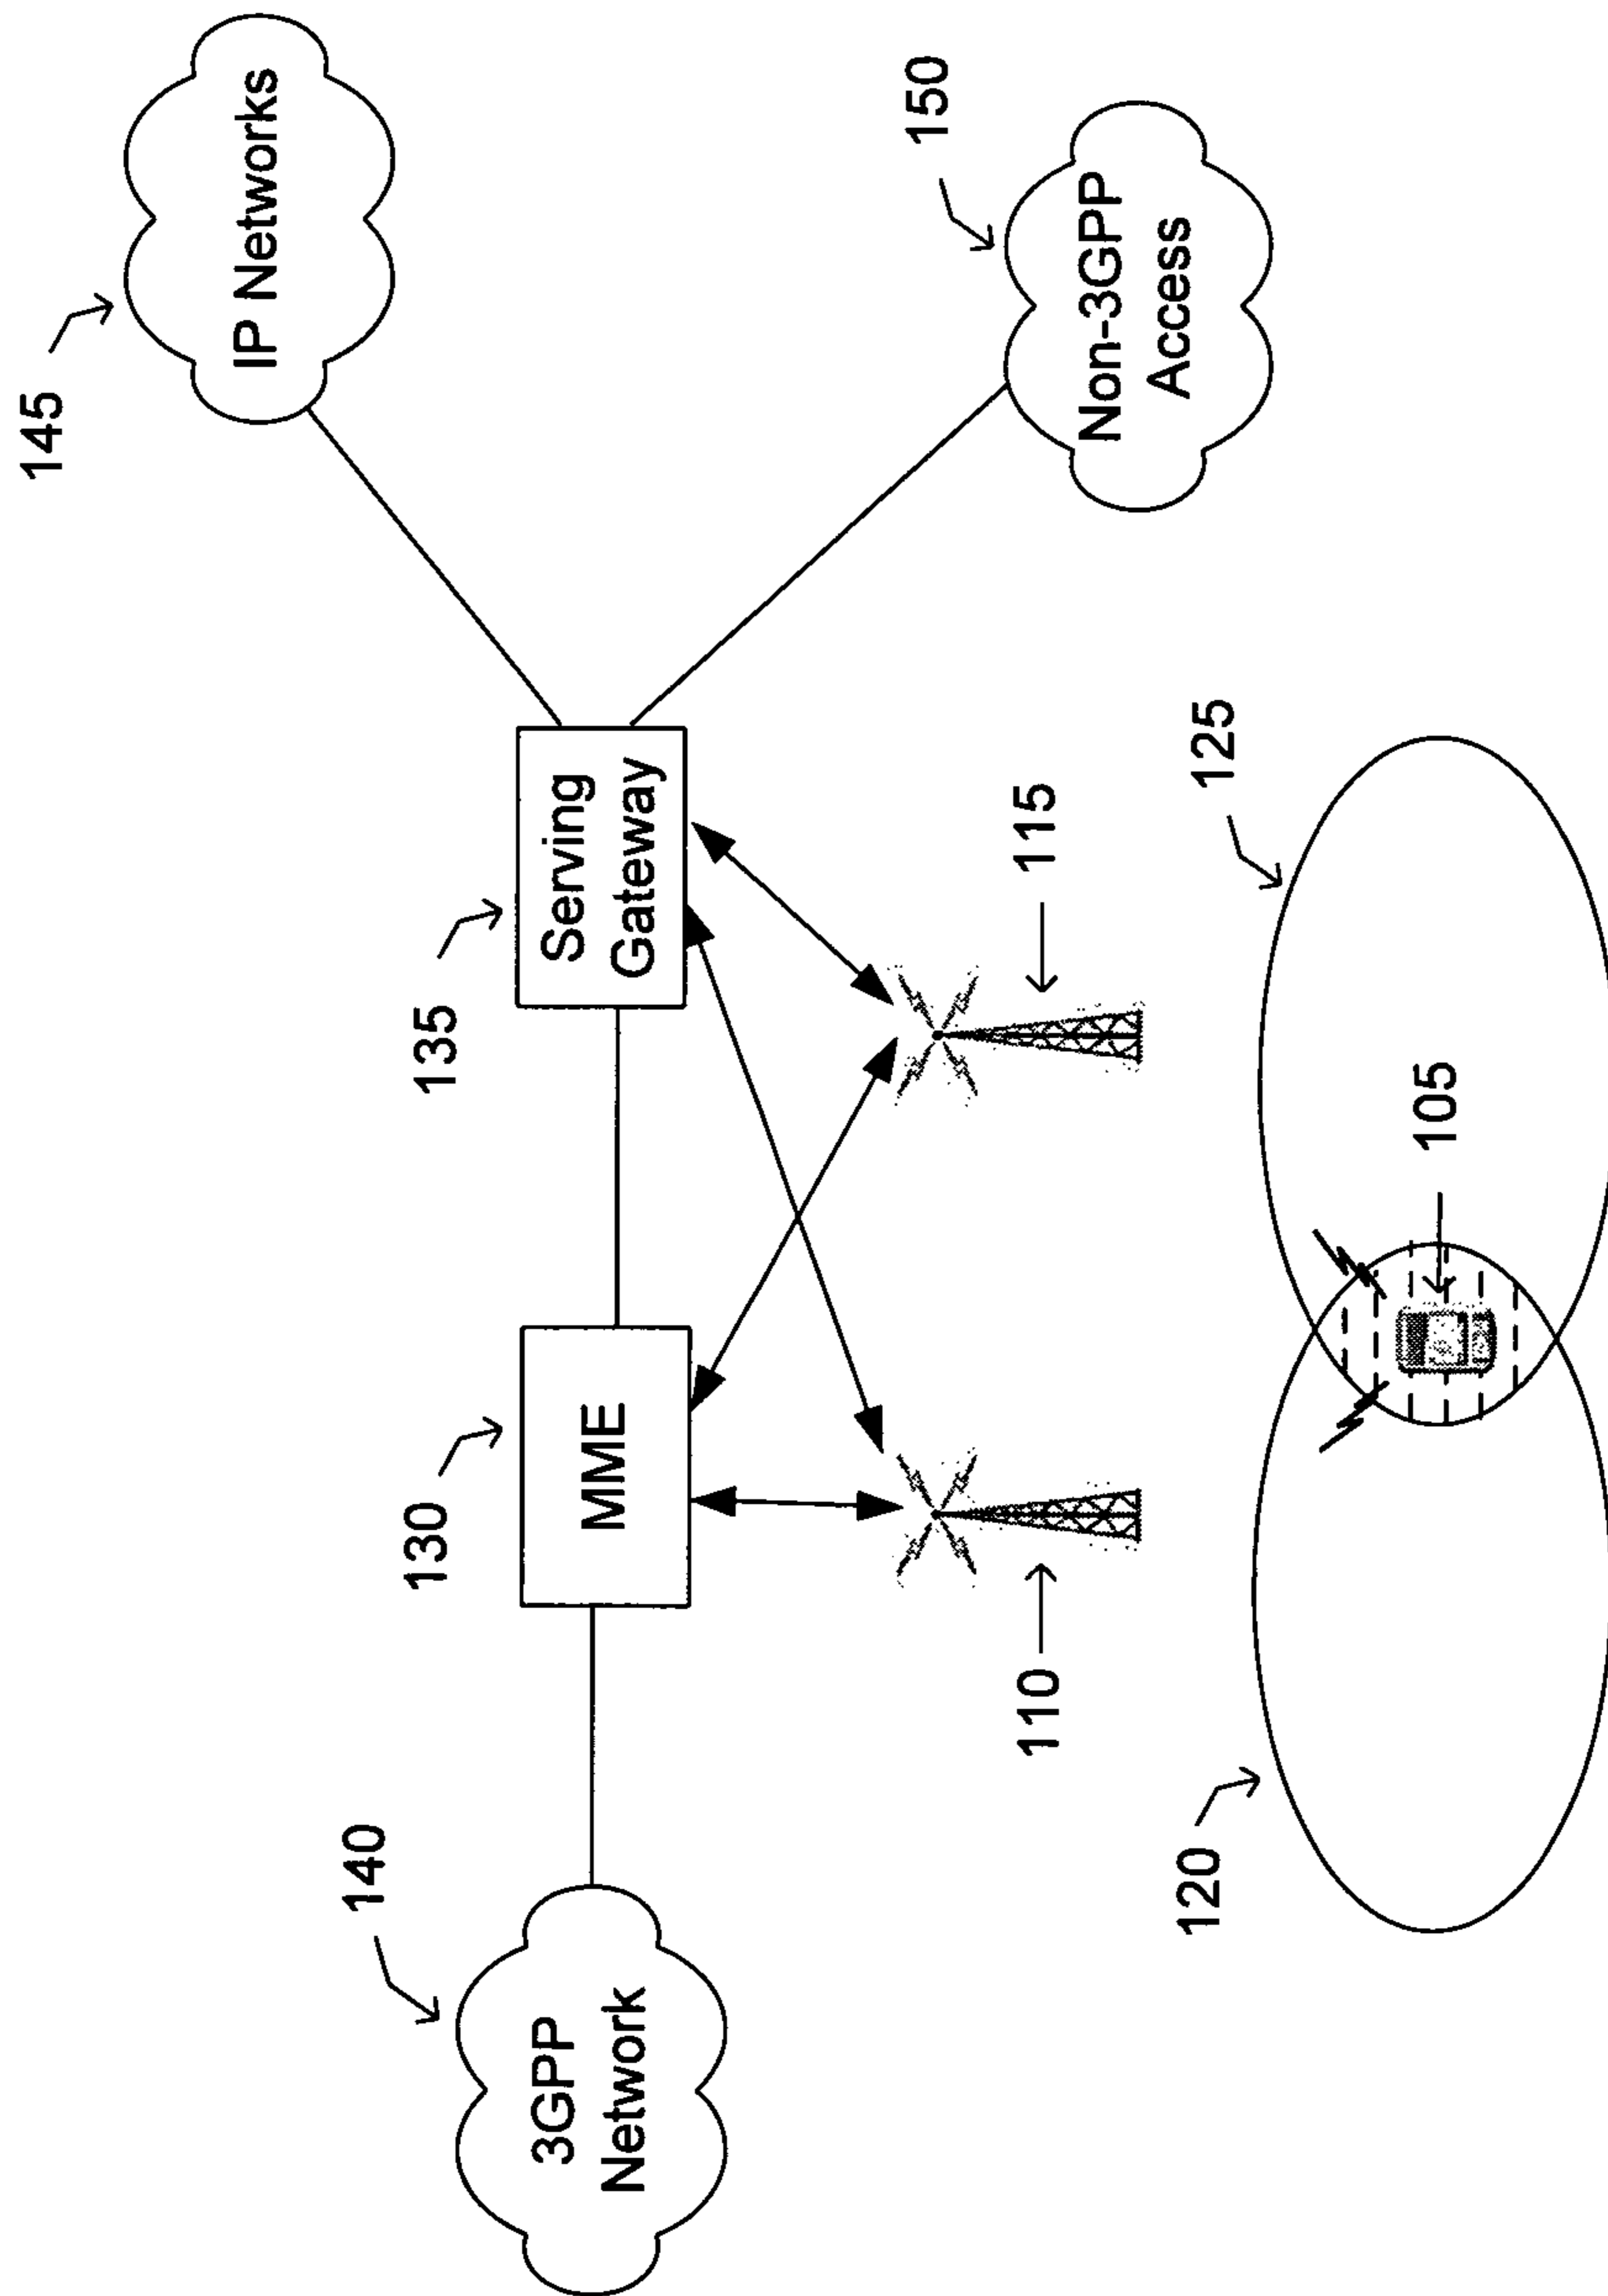 145
IP Networks
140
130
135
150
3GPP
Network
MME
Serving
Gateway
Non-3GPP
Access
110
115
120
125
105